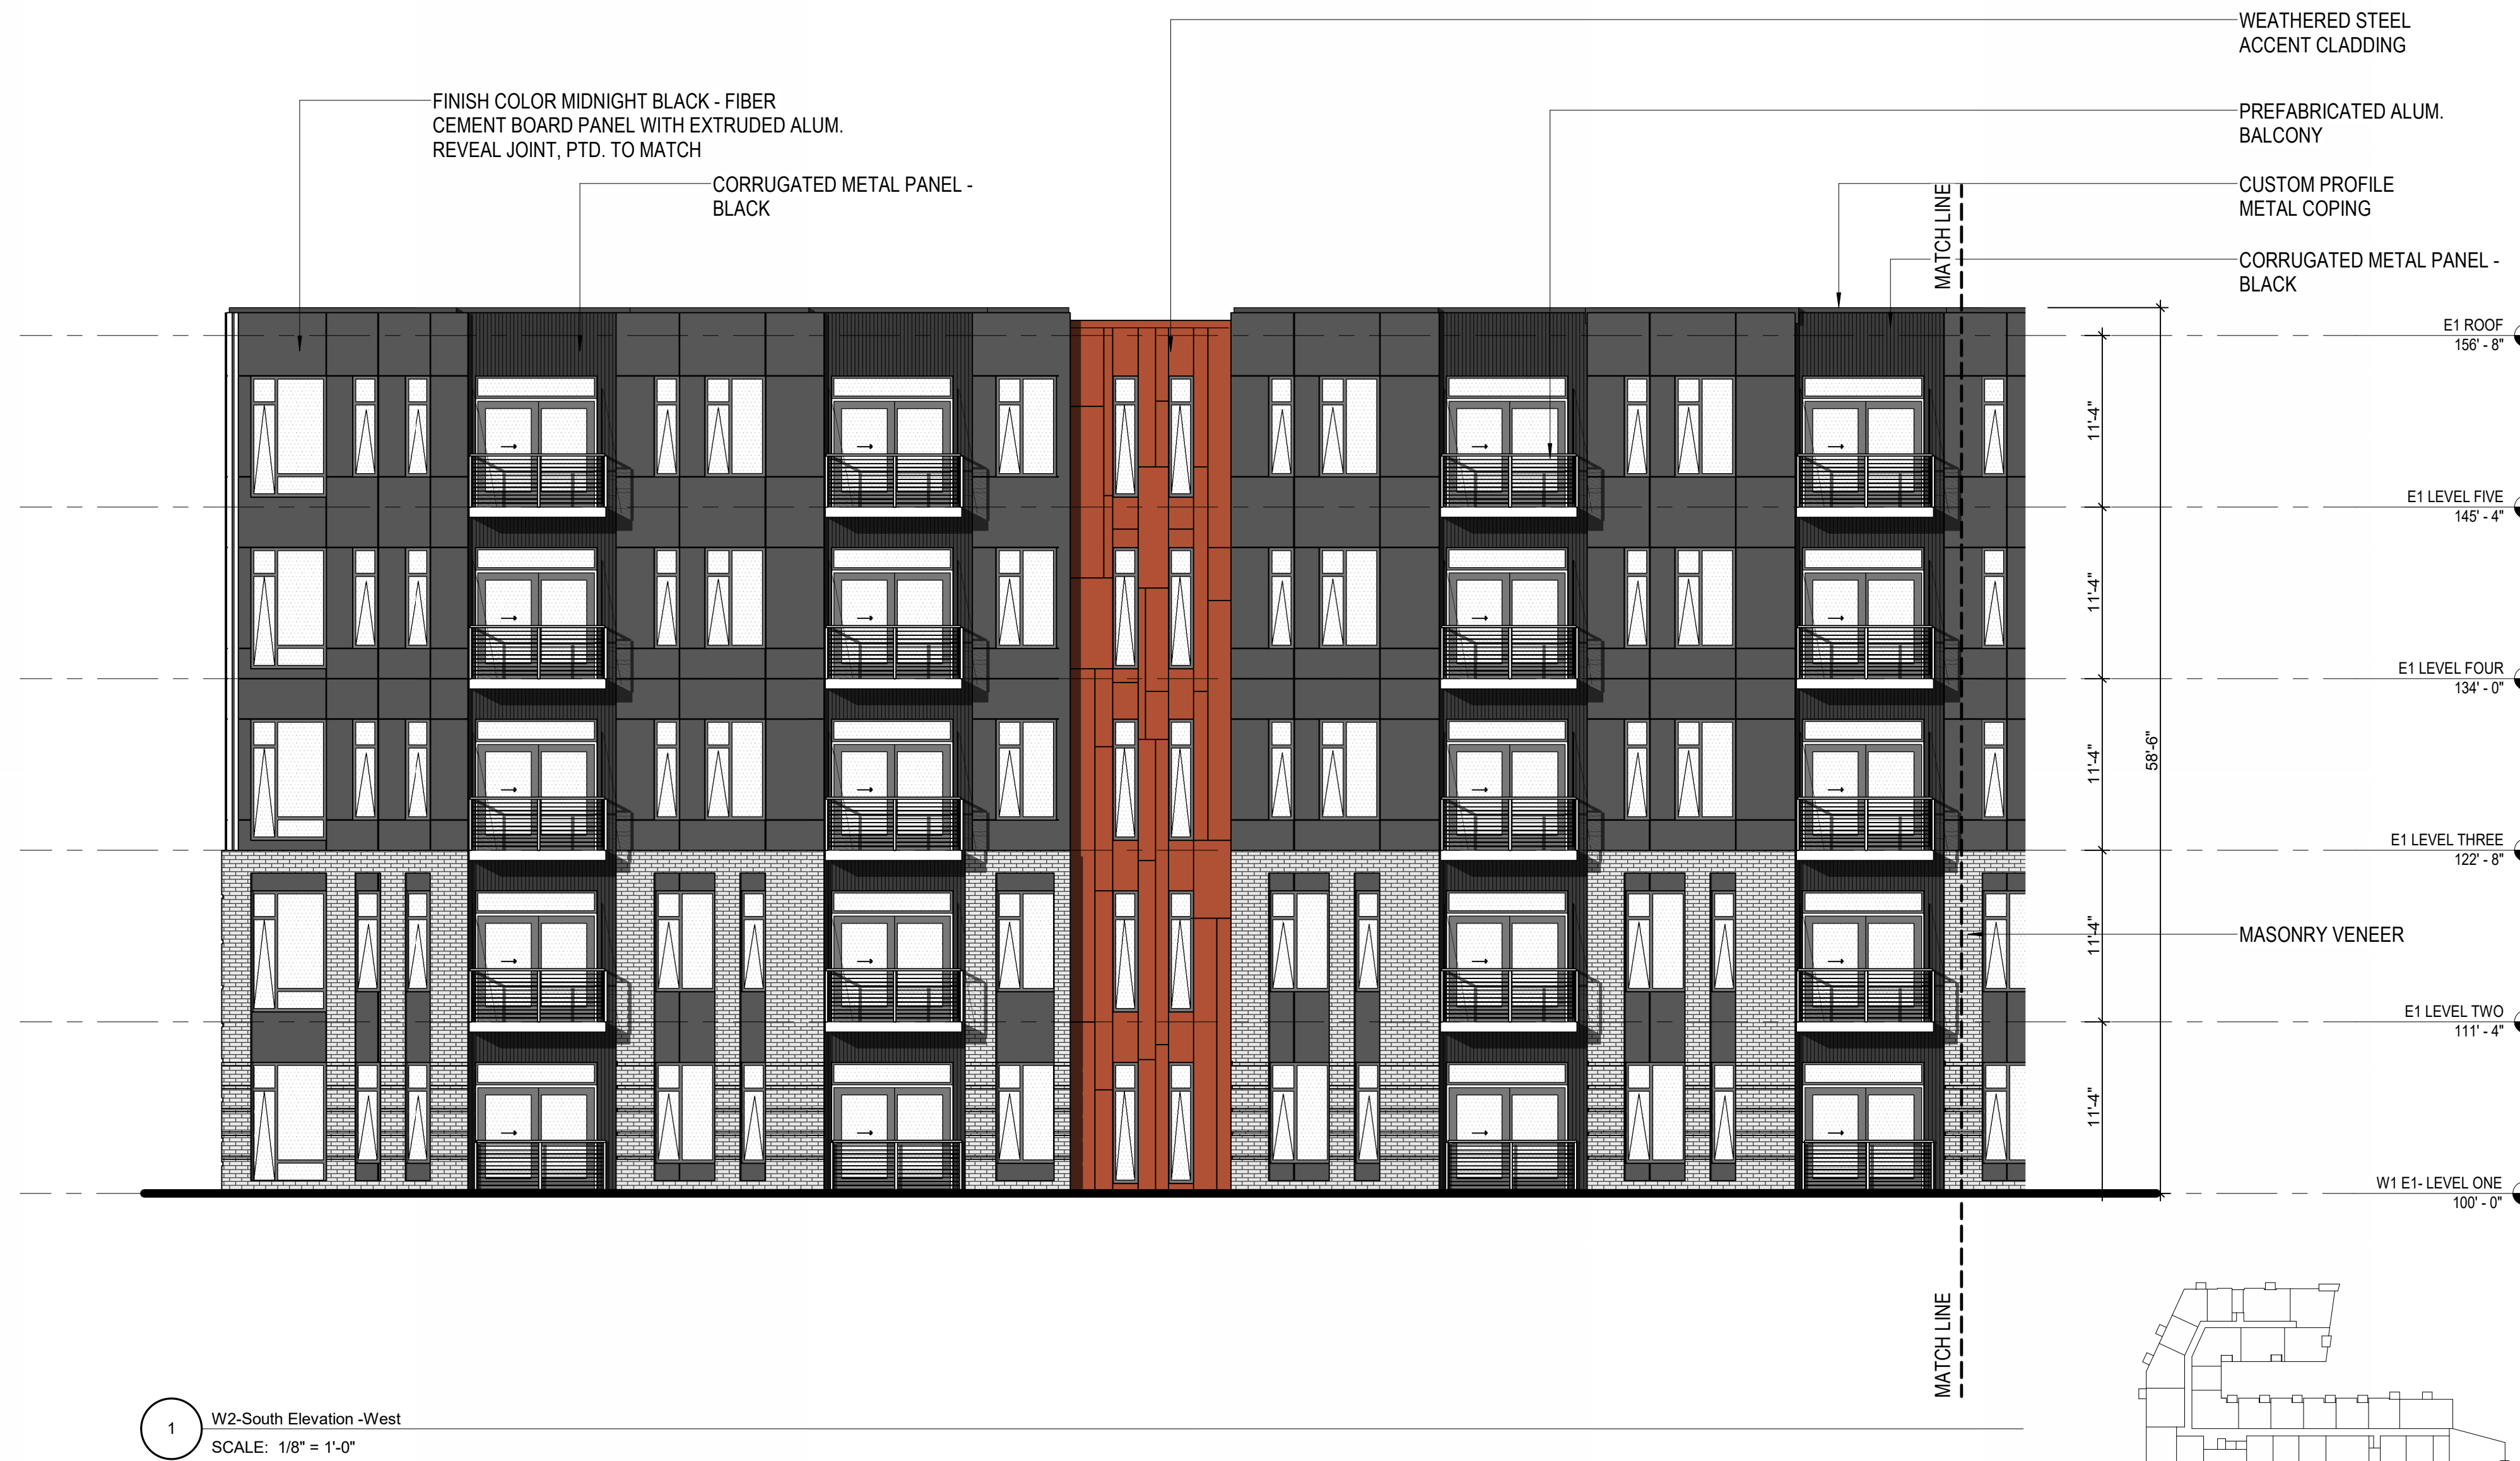 WEATHERED STEEL
ACCENT CLADDING
FINISH COLOR MIDNIGHT BLACK - FIBER
CEMENT BOARD PANEL WITH EXTRUDED ALUM.
REVEAL JOINT, PTD. TO MATCH
PREFABRICATED ALUM.
BALCONY
CORRUGATED METAL PANEL -
BLACK
CUSTOM PROFILE
METAL COPING
MATCH LINE
CORRUGATED METAL PANEL -
BLACK
E1 ROOF
156' - 8"
11'-4"
E1 LEVEL FIVE
145' - 4"
11'-4"
E1 LEVEL FOUR
134' - 0"
58'-6"
11'-4"
E1 LEVEL THREE
122' - 8"
11'-4"
MASONRY VENEER
E1 LEVEL TWO
111' - 4"
11'-4"
W1 E1- LEVEL ONE
100' - 0"
MATCH LINE
1
W2-South Elevation -West
SCALE: 1/8" = 1'-0"